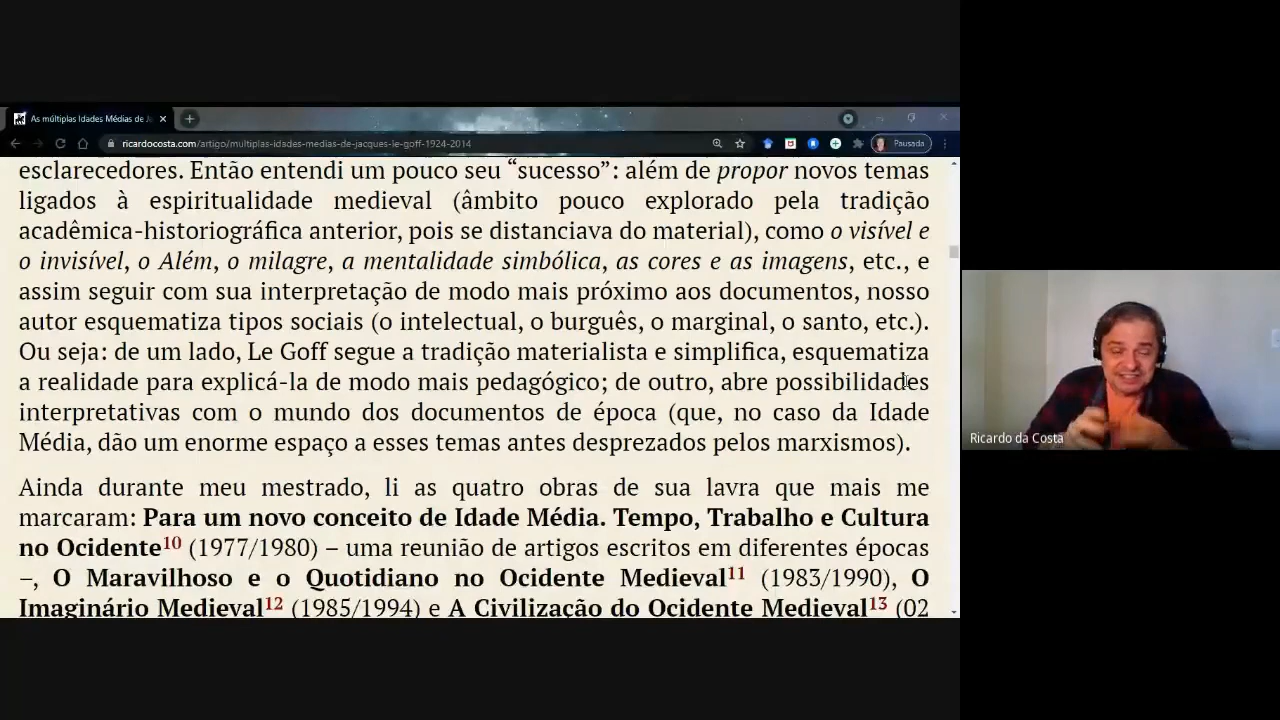 As múltiplas Idades Médias de J
ricardocosta.com/artigo/multiplas-idades-medias-de-jacques-le-goff-1924-2014
Pausada
esclarecedores. Então entendi um pouco seu “sucesso”: além de propor novos temas
ligados à espiritualidade medieval (âmbito pouco explorado pela tradição
acadêmica-historiográfica anterior, pois se distanciava do material), como o visível e
o invisível, o Além, o milagre, a mentalidade simbólica, as cores e as imagens, etc., e
assim seguir com sua interpretação de modo mais próximo aos documentos, nosso
autor esquematiza tipos sociais (o intelectual, o burguês, o marginal, o santo, etc.).
Ou seja: de um lado, Le Goff segue a tradição materialista e simplifica, esquematiza
a realidade para explicá-la de modo mais pedagógico; de outro, abre possibilidades
interpretativas com o mundo dos documentos de época (que, no caso da Idade
Média, dão um enorme espaço a esses temas antes desprezados pelos marxismos).
Ainda durante meu mestrado, li as quatro obras de sua lavra que mais me
marcaram: Para um novo conceito de Idade Média. Tempo, Trabalho e Cultura
no Ocidente10 (1977/1980) – uma reunião de artigos escritos em diferentes épocas
–, O Maravilhoso e o Quotidiano no Ocidente Medieval11 (1983/1990), O
Imaginário Medieval12 (1985/1994) e A Civilização do Ocidente Medieval13 (02
Ricardo da Costa